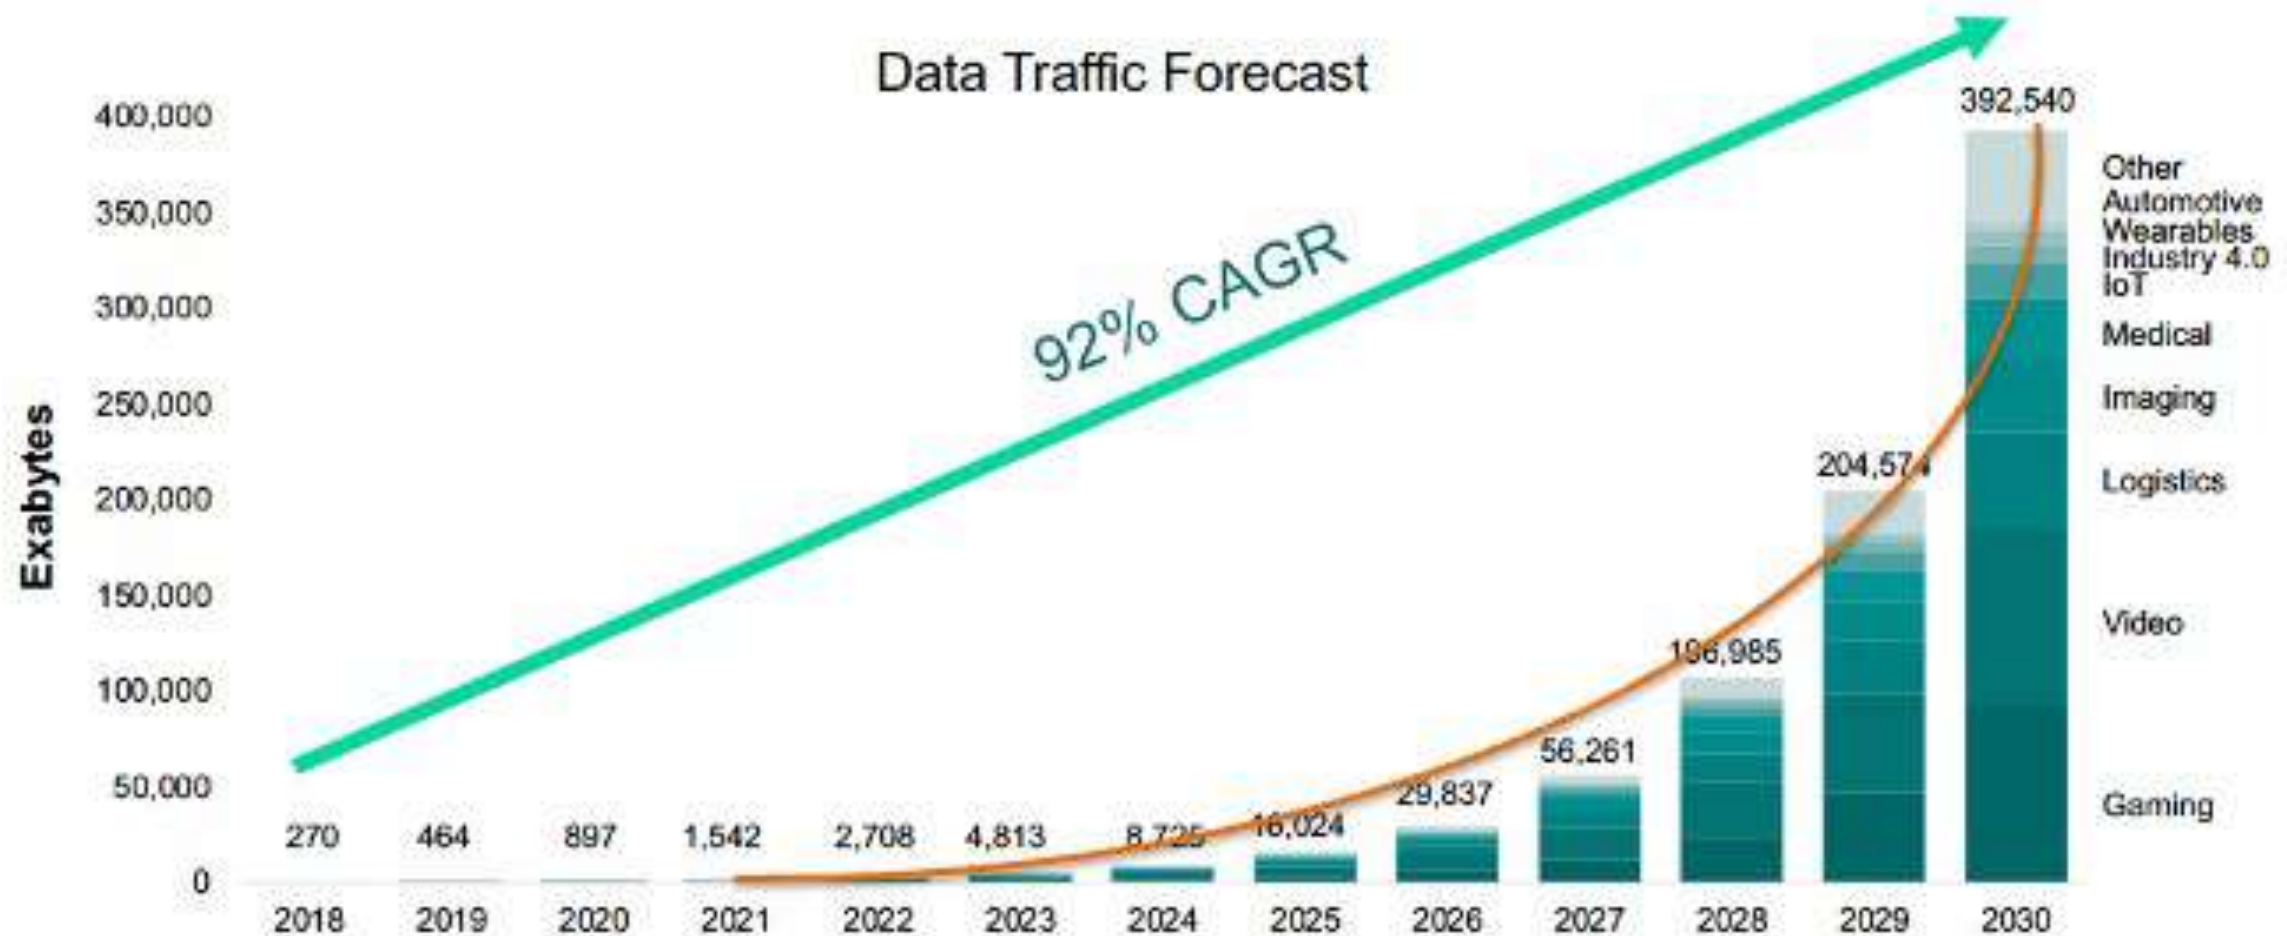 Data Traffic Forecast
92% CAGR
Exabytes
400,000
350,000
300,000
250,000
200,000
150,000
100,000
50,000
0
270 464 897 1,542 2,708 4,813 8,725 16,024 29,837 56,261 106,985 204,574 392,540
2018 2019 2020 2021 2022 2023 2024 2025 2026 2027 2028 2029 2030
Other
Automotive
Wearables
Industry 4.0
IoT
Medical
Imaging
Logistics
Video
Gaming